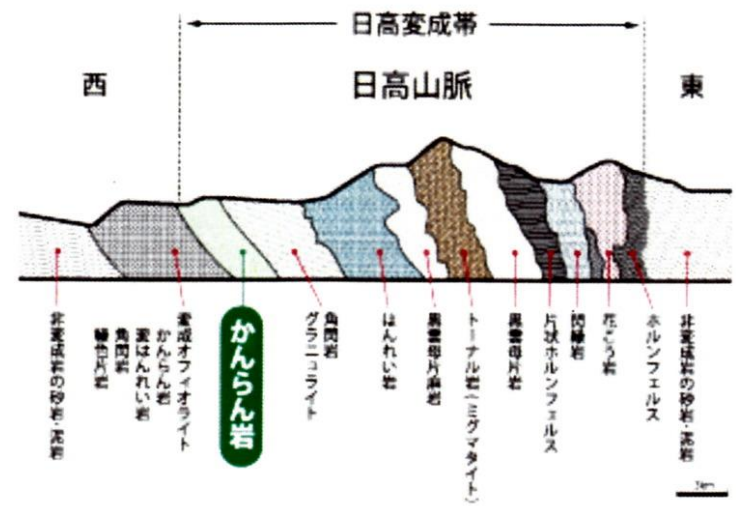 日高変成帯
西
日高山脈
東
非変成岩の砂岩・泥岩
変成オフィオライト
かんらん岩
変はんれい岩
角閃岩
緑色片岩
かんらん岩
角閃岩
グラニュライト
はんれい岩
黒雲母片麻岩
トーナル岩(ミグマタイト)
黒雲母片岩
片状ホルンフェルス
閃緑岩
花こう岩
ホルンフェルス
非変成岩の砂岩・泥岩